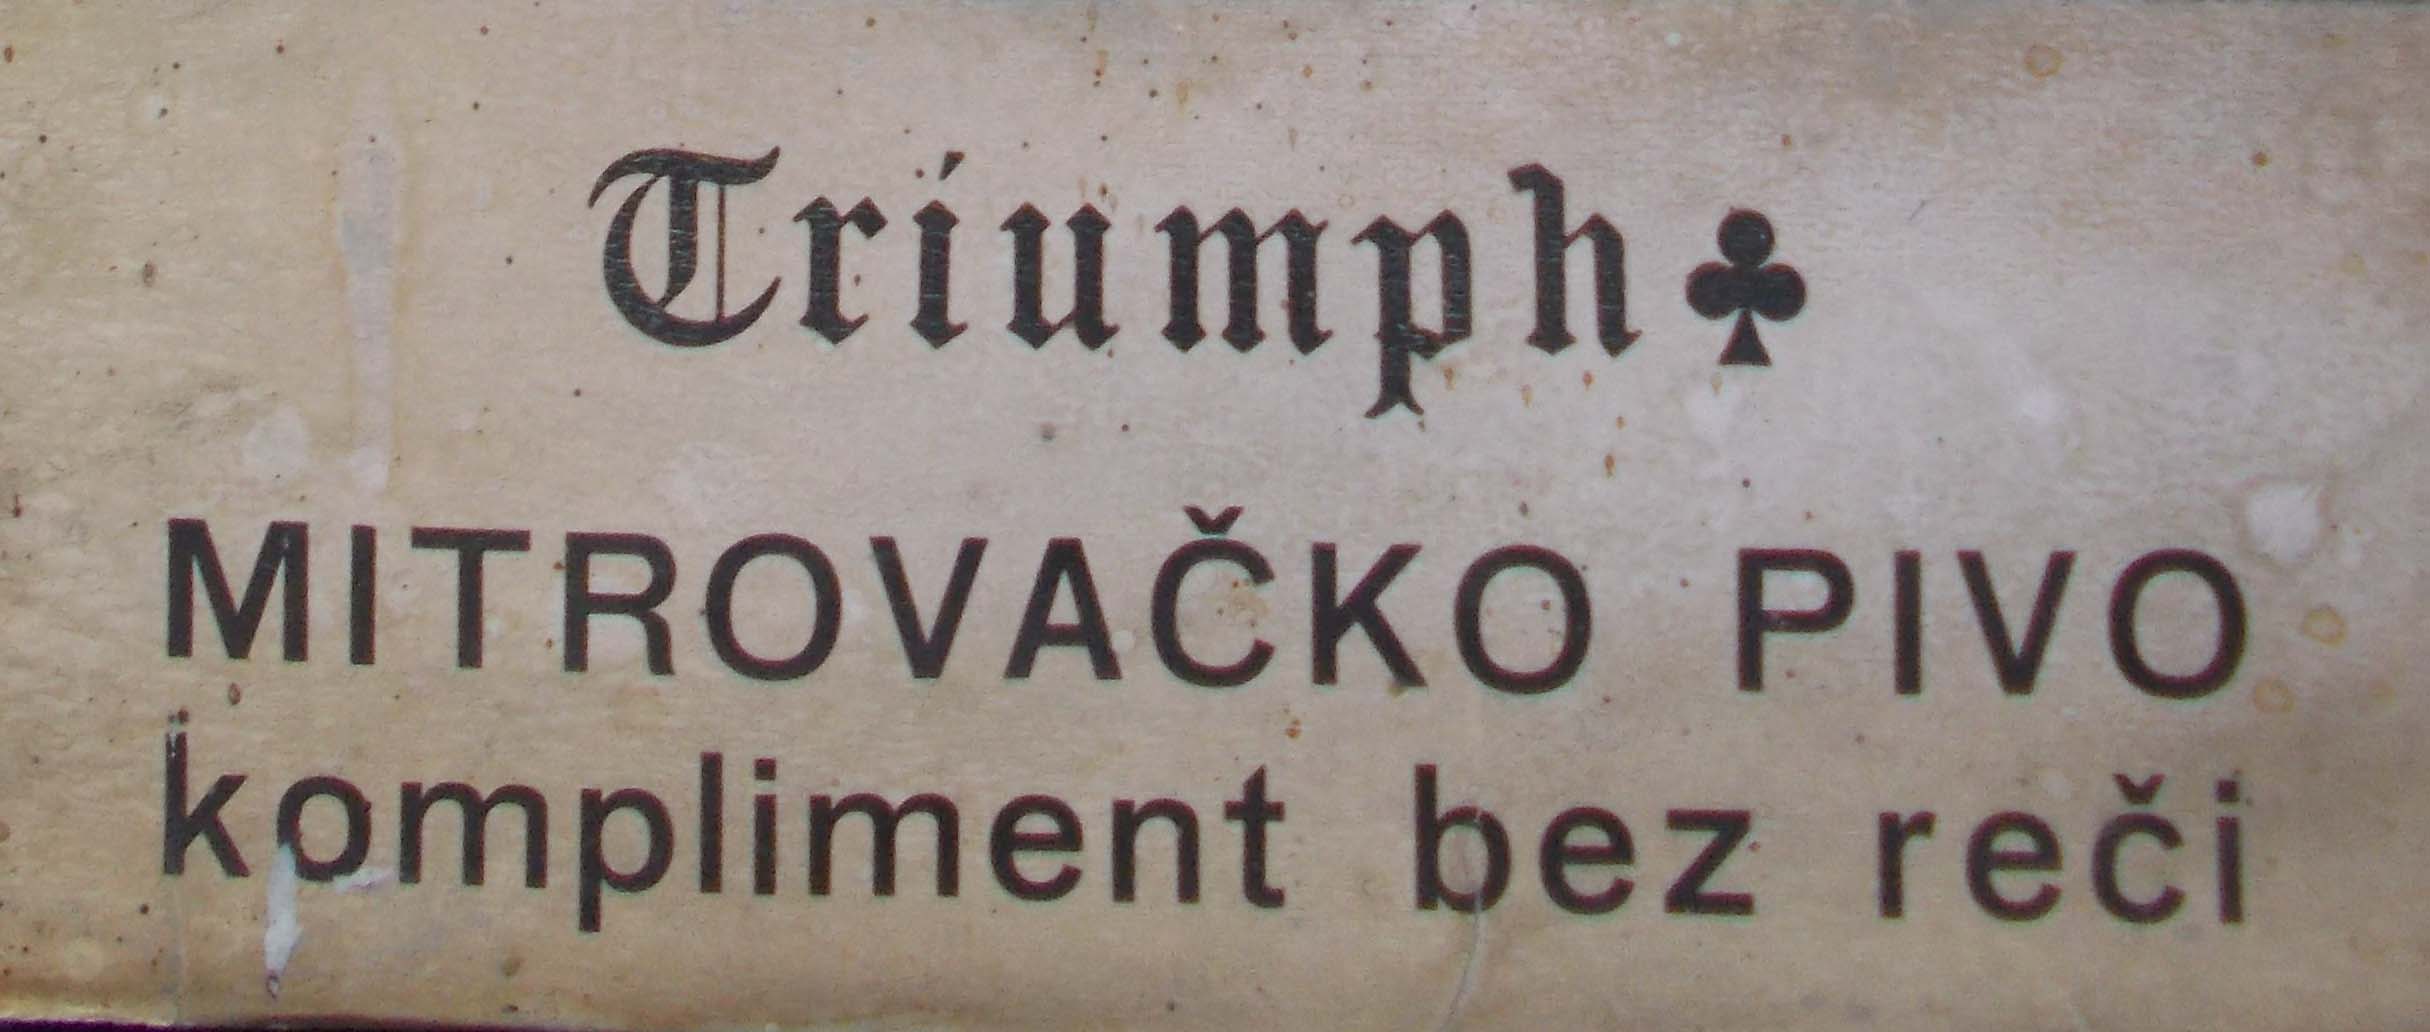 Triumph♣
MITROVAČKO PIVO
kompliment bez reči